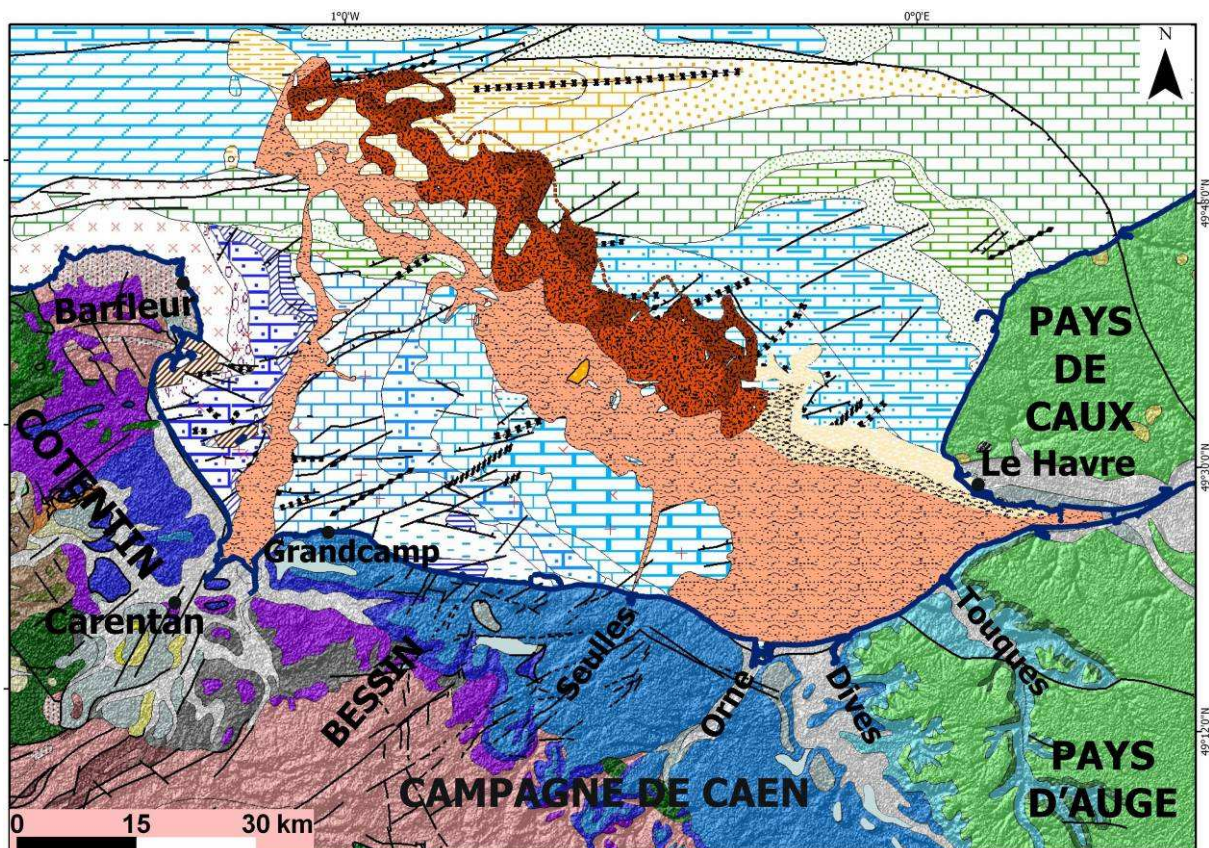 1°0'W
0°0'E
N
49°48'0"N
Barfleur
PAYS
DE
CAUX
COTENTIN
Le Havre
49°30'0"N
Grandcamp
Carentan
Seulles
Touques
BESSIN
Orne
Dives
49°12'0"N
PAYS
D'AUGE
CAMPAGNE DE CAEN
0 15 30 km